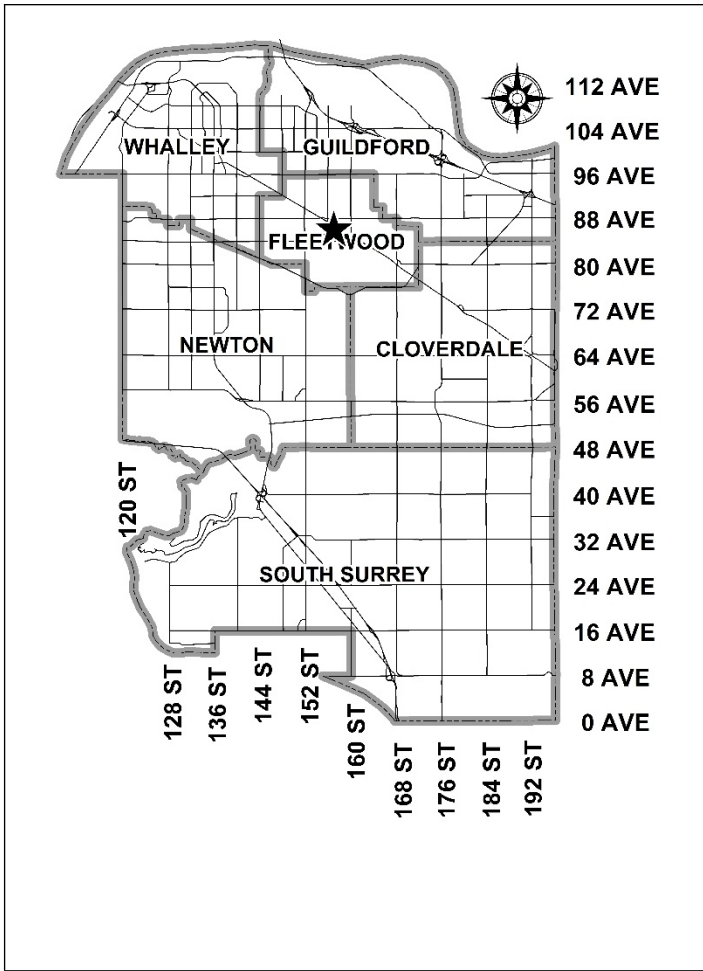 112 AVE
104 AVE
WHALLEY
GUILDFORD
96 AVE
88 AVE
FLEETWOOD
80 AVE
72 AVE
NEWTON
CLOVERDALE
64 AVE
56 AVE
48 AVE
120 ST
40 AVE
32 AVE
SOUTH SURREY
24 AVE
16 AVE
128 ST
136 ST
144 ST
152 ST
8 AVE
160 ST
0 AVE
168 ST
176 ST
184 ST
192 ST